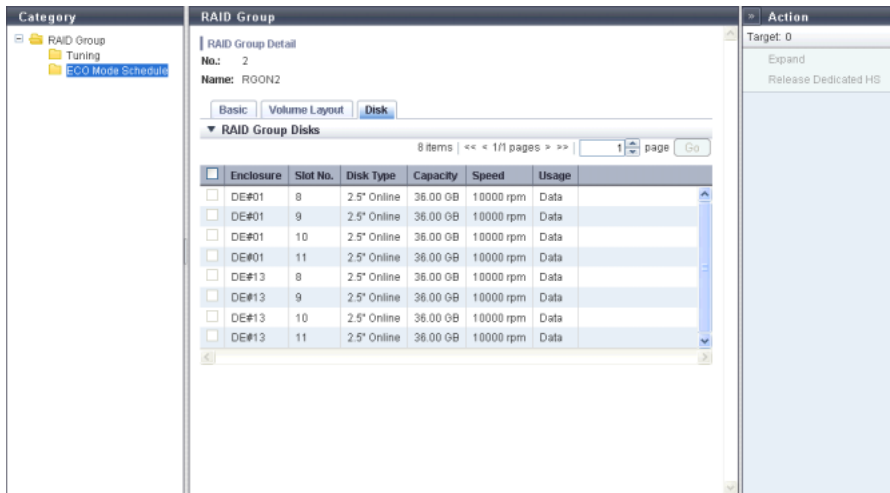 Category
RAID Group
Tuning
ECO Mode Schedule
RAID Group
RAID Group Detail
No.: 2
Name: RGON2
Basic Volume Layout Disk
▼ RAID Group Disks
8 items | << < 1/1 pages > >> | 1 page Go
Enclosure Slot No. Disk Type Capacity Speed Usage
DE#01 8 2.5" Online 36.00 GB 10000 rpm Data
DE#01 9 2.5" Online 36.00 GB 10000 rpm Data
DE#01 10 2.5" Online 36.00 GB 10000 rpm Data
DE#01 11 2.5" Online 36.00 GB 10000 rpm Data
DE#13 8 2.5" Online 36.00 GB 10000 rpm Data
DE#13 9 2.5" Online 36.00 GB 10000 rpm Data
DE#13 10 2.5" Online 36.00 GB 10000 rpm Data
DE#13 11 2.5" Online 36.00 GB 10000 rpm Data
» Action
Target: 0
Expand
Release Dedicated HS